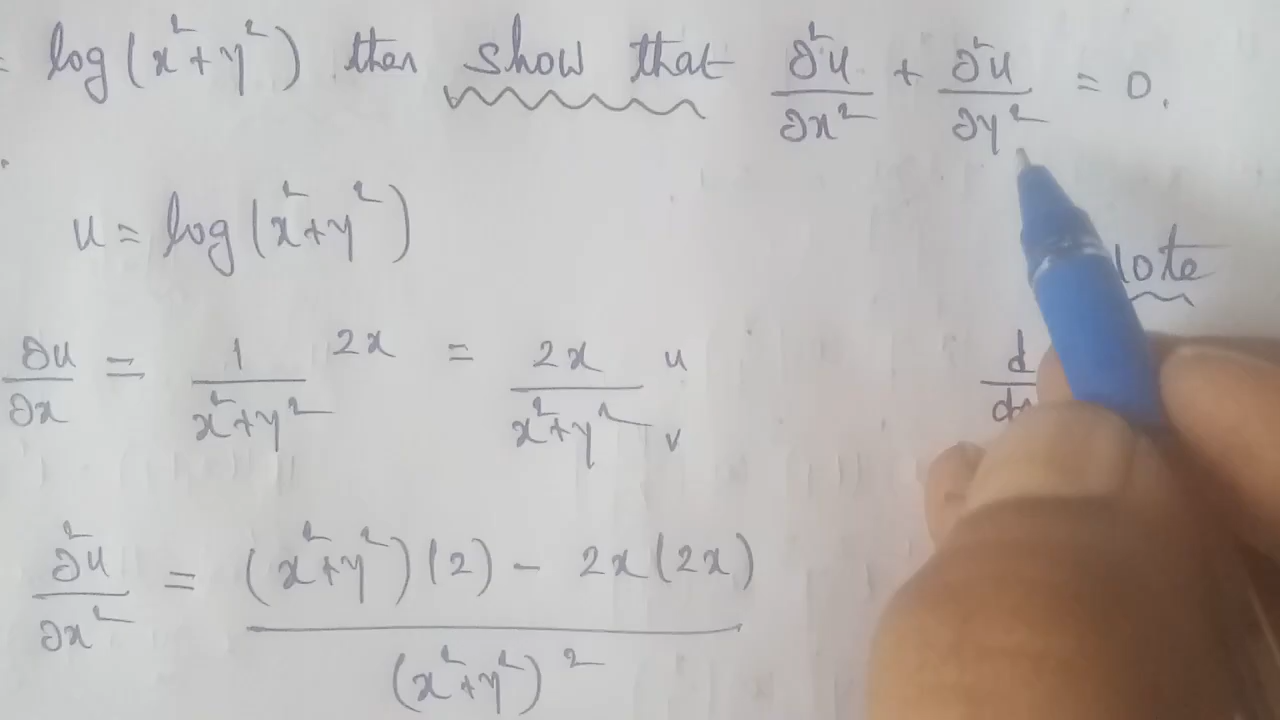 = log(x²+y²) then show that ∂²u/∂x² + ∂²u/∂y² = 0.
u = log(x²+y²)
Note
∂u/∂x = 1/(x²+y²) 2x = 2x/(x²+y²) u v
d
∂²u/∂x² = ((x²+y²)(2) - 2x(2x))/(x²+y²)²